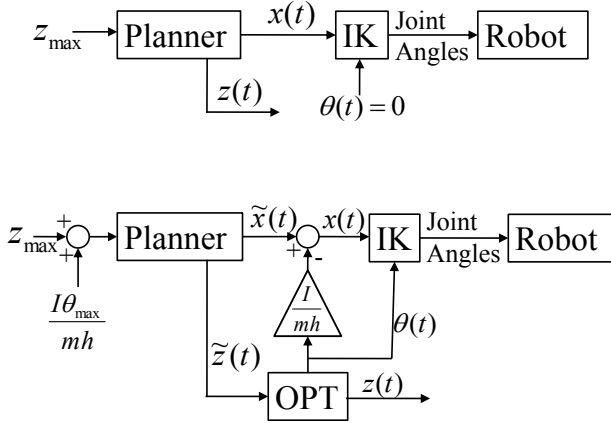 z_max Planner x(t) IK Joint Angles Robot
z(t)
θ(t) = 0
z_max + + Planner x̃(t) + - x(t) IK Joint Angles Robot
Iθ_max / mh
I / mh
θ(t)
z̃(t)
OPT z(t)